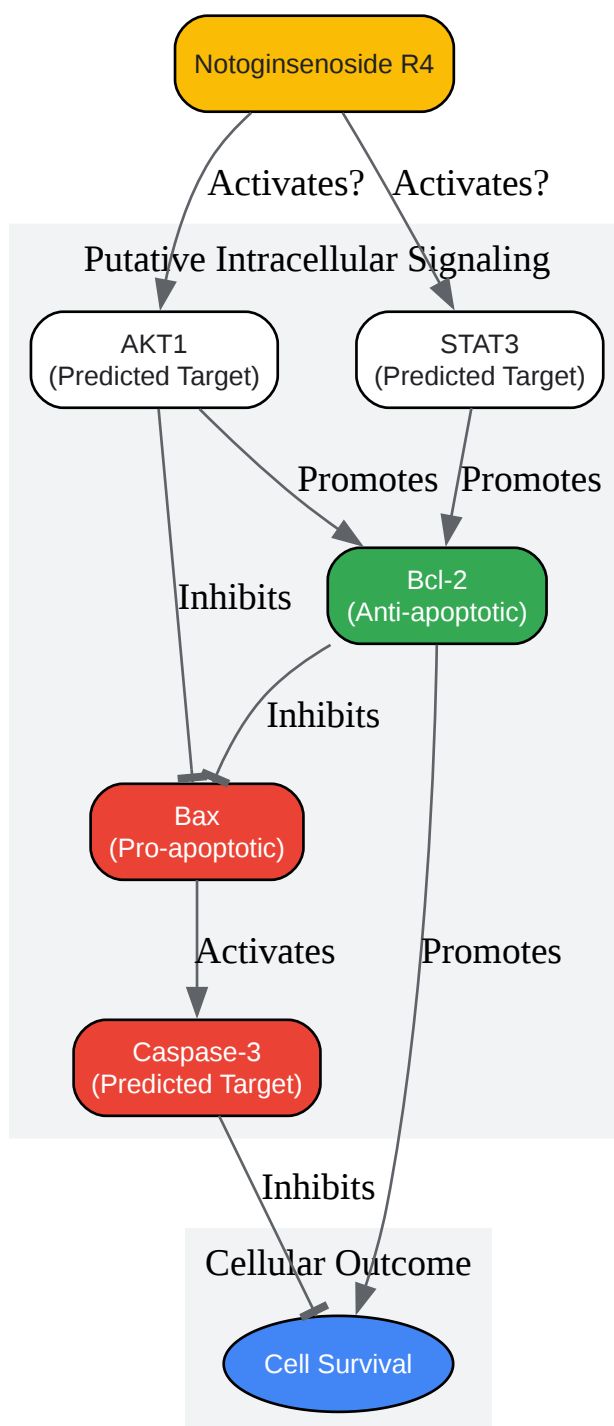 Notoginsenoside R4
Activates?
Activates?
Putative Intracellular Signaling
AKT1
(Predicted Target)
STAT3
(Predicted Target)
Promotes
Promotes
Bcl-2
(Anti-apoptotic)
Inhibits
Inhibits
Bax
(Pro-apoptotic)
Activates
Promotes
Caspase-3
(Predicted Target)
Inhibits
Cellular Outcome
Cell Survival